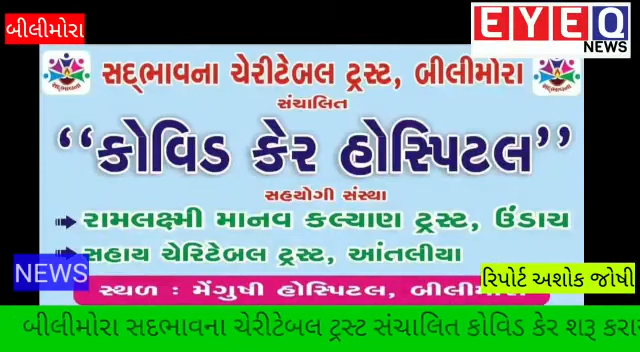 બીલીમોરા
EYEQ
NEWS
સદ્ભાવના ચેરીટેબલ ટ્રસ્ટ, બીલીમોરા
સંચાલિત
“કોવિડ કેર હોસ્પિટલ”
સહયોગી સંસ્થા
રામલક્ષ્મી માનવ કલ્યાણ ટ્રસ્ટ, ઉંડાચ
સહાય ચેરિટેબલ ટ્રસ્ટ, આંતલીયા
NEWS
રિપોર્ટ અશોક જોષી
સ્થળ : મેંગુષી હોસ્પિટલ, બીલીમોરા
બીલીમોરા સદભાવના ચેરીટેબલ ટ્રસ્ટ સંચાલિત કોવિડ કેર શરૂ